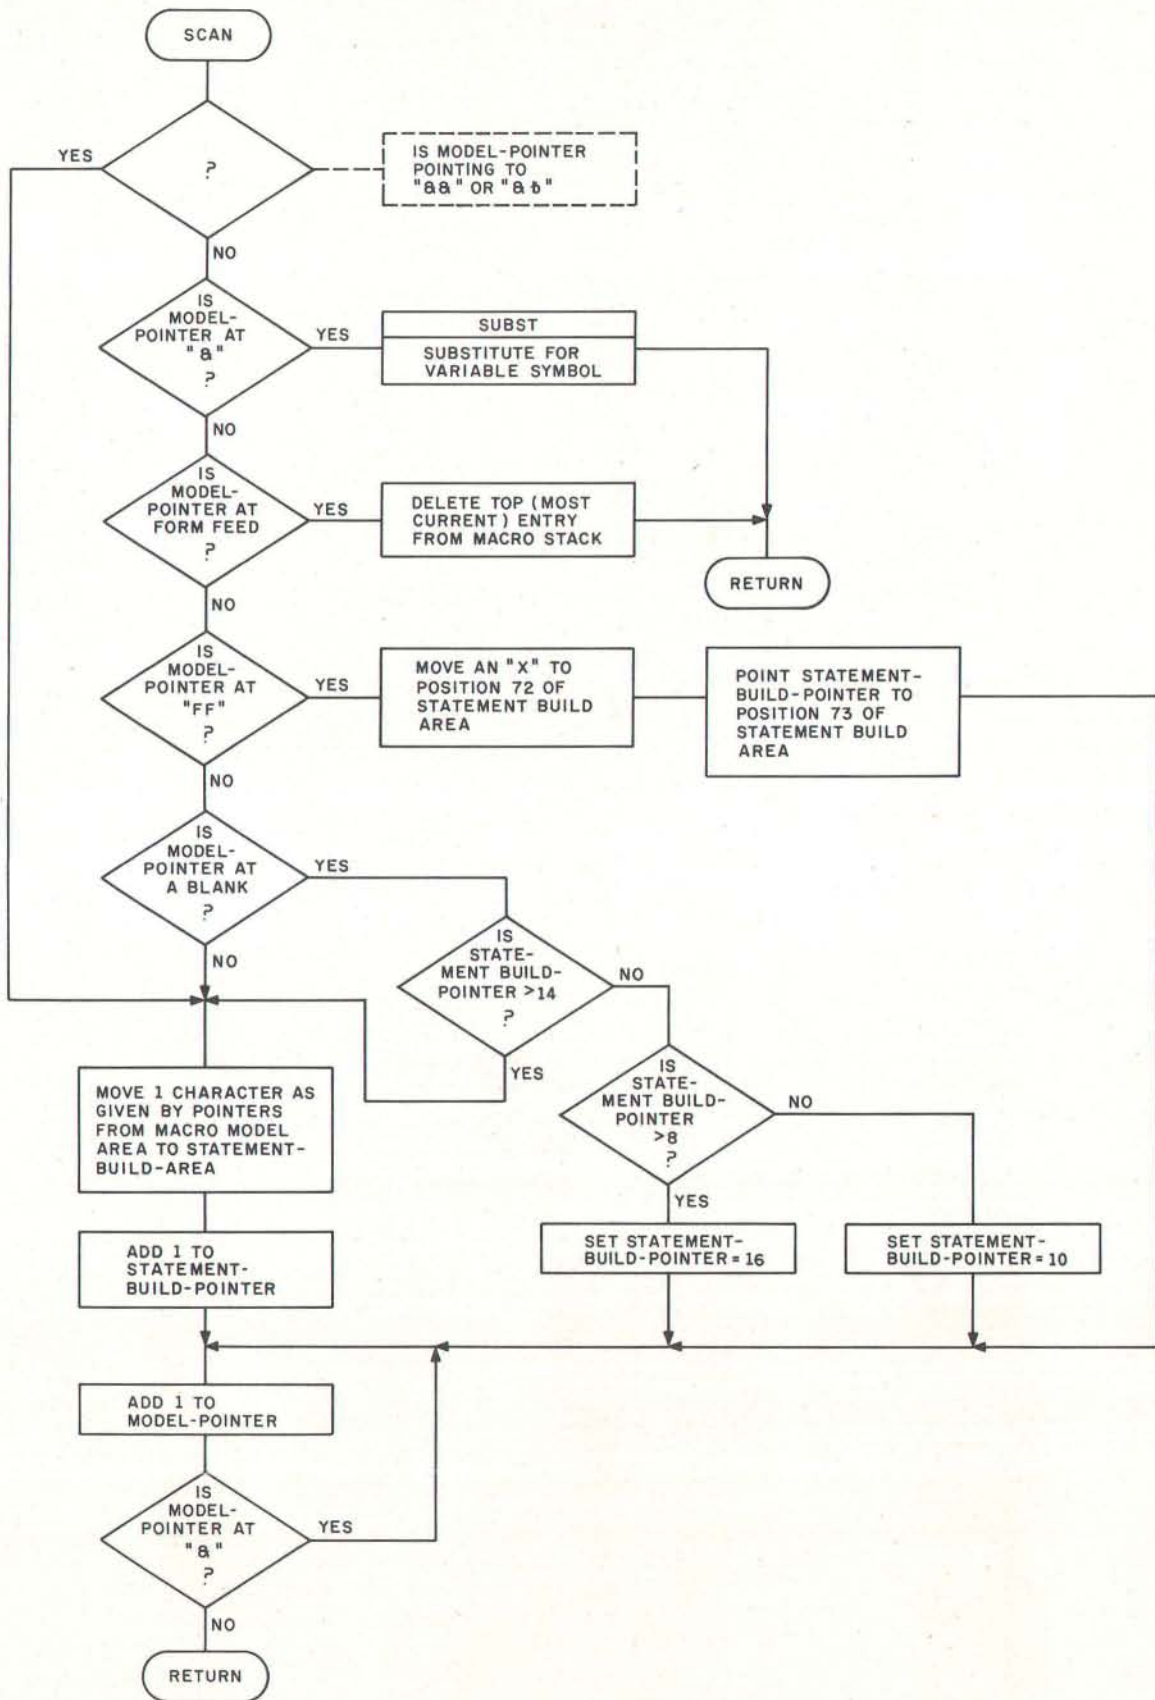 SCAN
YES
?
IS MODEL-POINTER
POINTING TO
"&&" OR "&ƀ"
NO
IS
MODEL-
POINTER AT
"&"
?
YES
SUBST
SUBSTITUTE FOR
VARIABLE SYMBOL
NO
IS
MODEL-
POINTER AT
FORM FEED
?
YES
DELETE TOP (MOST
CURRENT) ENTRY
FROM MACRO STACK
RETURN
NO
IS
MODEL-
POINTER AT
"FF"
?
YES
MOVE AN "X" TO
POSITION 72 OF
STATEMENT BUILD
AREA
POINT STATEMENT-
BUILD-POINTER TO
POSITION 73 OF
STATEMENT BUILD
AREA
NO
IS
MODEL-
POINTER AT
A BLANK
?
YES
NO
IS
STATE-
MENT BUILD-
POINTER >14
?
NO
YES
IS
STATE-
MENT BUILD-
POINTER
>8
?
NO
YES
MOVE 1 CHARACTER AS
GIVEN BY POINTERS
FROM MACRO MODEL
AREA TO STATEMENT-
BUILD-AREA
ADD 1 TO
STATEMENT-
BUILD-POINTER
SET STATEMENT-
BUILD-POINTER=16
SET STATEMENT-
BUILD-POINTER=10
ADD 1 TO
MODEL-POINTER
IS
MODEL-
POINTER AT
"&"
?
YES
NO
RETURN